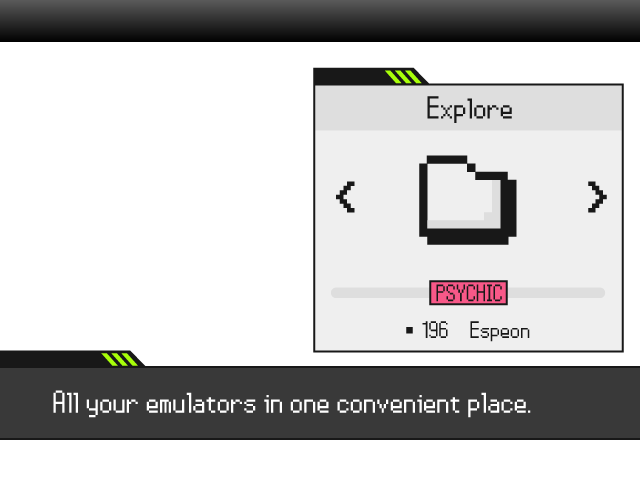 Explore
PSYCHIC
▪ 196 Espeon
All your emulators in one convenient place.